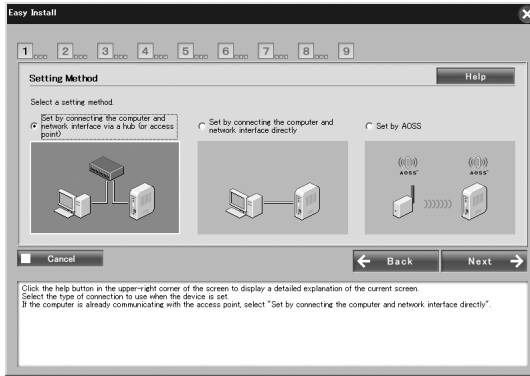 Easy Install
1 2 3 4 5 6 7 8 9
Setting Method
Help
Select a setting method.
Set by connecting the computer and
network interface via a hub (or access
point)
Set by connecting the computer and
network interface directly
Set by AOSS
AOSS
AOSS
Cancel
Back
Next
Click the help button in the upper-right corner of the screen to display a detailed explanation of the current screen.
Select the type of connection to use when the device is set.
If the computer is already communicating with the access point, select "Set by connecting the computer and network interface directly".